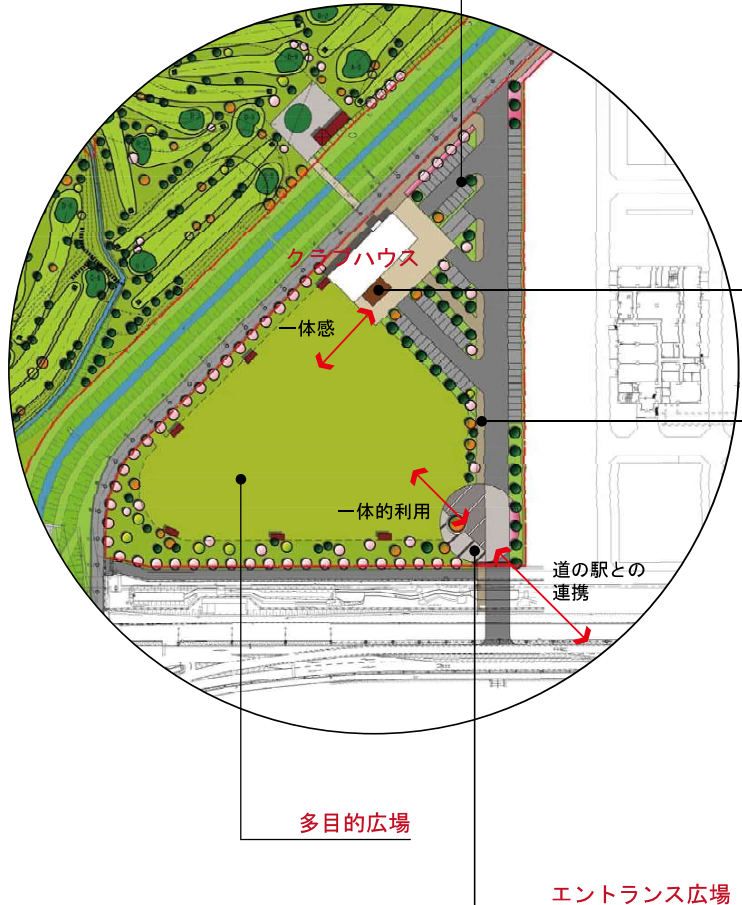 クラブハウス
一体感
一体的利用
道の駅との
連携
多目的広場
エントランス広場